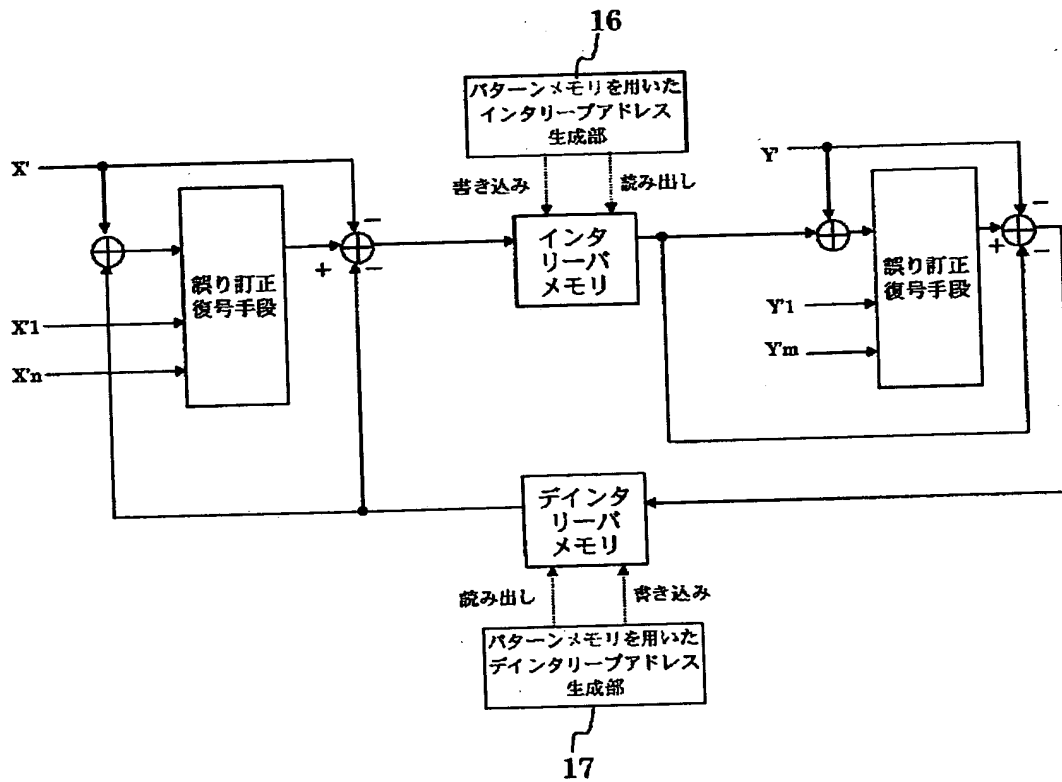 16
パターンメモリを用いた
インタリーブアドレス
生成部
書き込み
読み出し
X'
Y'
インタ
リーバ
メモリ
誤り訂正
復号手段
誤り訂正
復号手段
−
+
−
−
+
−
X'1
X'n
Y'1
Y'm
デインタ
リーバ
メモリ
読み出し
書き込み
パターンメモリを用いた
デインタリーブアドレス
生成部
17